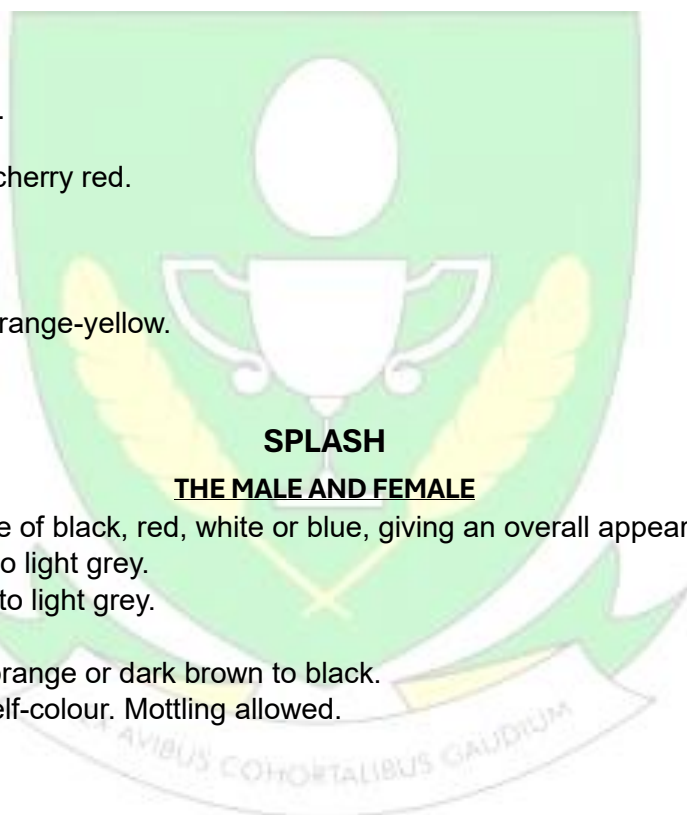 .
cherry red.
range-yellow.
SPLASH
THE MALE AND FEMALE
e of black, red, white or blue, giving an overall appear
o light grey.
to light grey.
orange or dark brown to black.
elf-colour. Mottling allowed.
AVIBUS COHORTALIBUS GAUDIUM